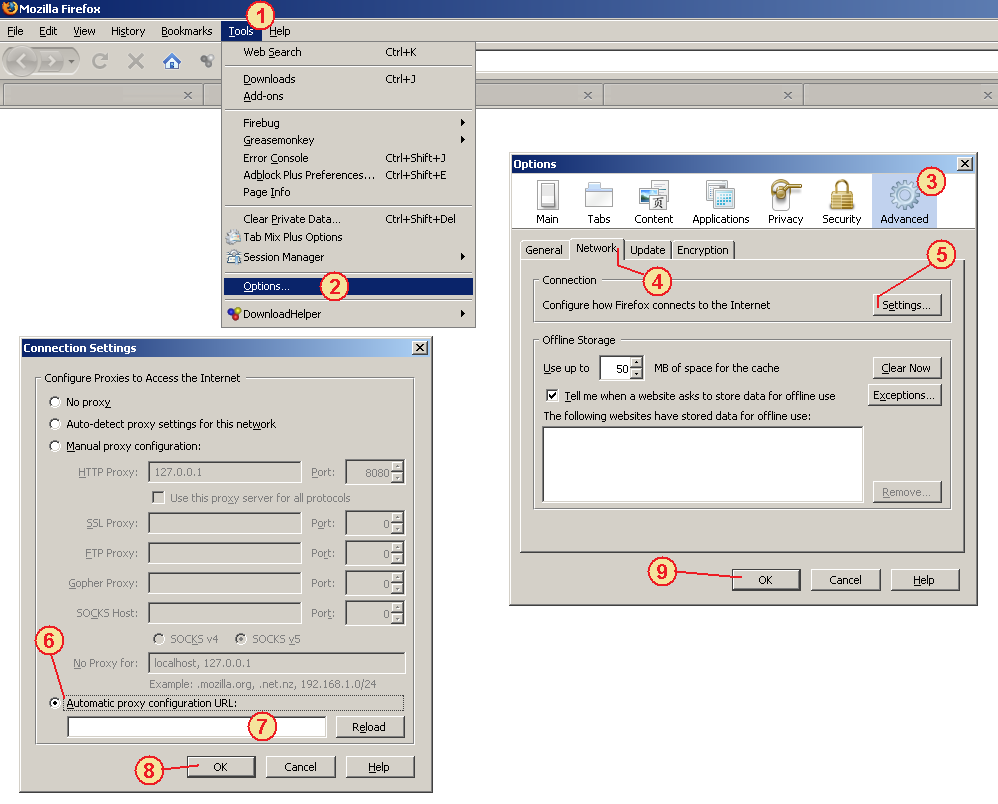 Mozilla Firefox
1
File Edit View History Bookmarks Tools Help
Web Search Ctrl+K
Downloads Ctrl+J
Add-ons
Firebug
Greasemonkey
Error Console Ctrl+Shift+J
Adblock Plus Preferences... Ctrl+Shift+E
Page Info
Clear Private Data... Ctrl+Shift+Del
Tab Mix Plus Options
Session Manager
Options... 2
DownloadHelper
Options
3
Main Tabs Content Applications Privacy Security Advanced
General Network Update Encryption
4
5
Connection
Configure how Firefox connects to the Internet Settings...
Offline Storage
Use up to 50 MB of space for the cache Clear Now
Tell me when a website asks to store data for offline use Exceptions...
The following websites have stored data for offline use:
Remove...
9
OK Cancel Help
Connection Settings
Configure Proxies to Access the Internet
No proxy
Auto-detect proxy settings for this network
Manual proxy configuration:
HTTP Proxy: 127.0.0.1 Port: 8080
Use this proxy server for all protocols
SSL Proxy: Port: 0
FTP Proxy: Port: 0
Gopher Proxy: Port: 0
SOCKS Host: Port: 0
SOCKS v4 SOCKS v5
6
No Proxy for: localhost, 127.0.0.1
Example: .mozilla.org, .net.nz, 192.168.1.0/24
Automatic proxy configuration URL:
7 Reload
8
OK Cancel Help